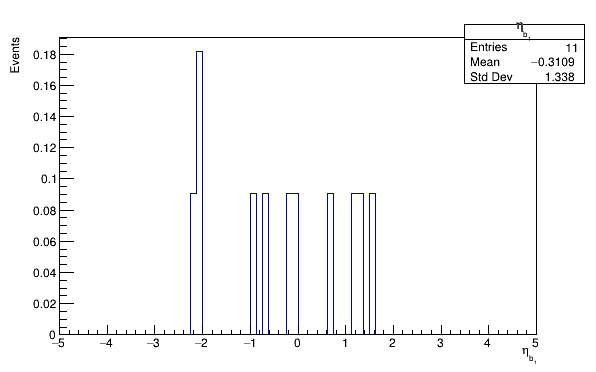 η_b₁
Entries 11
Mean −0.3109
Std Dev 1.338
Events
0.18
0.16
0.14
0.12
0.1
0.08
0.06
0.04
0.02
0
−5 −4 −3 −2 −1 0 1 2 3 4 5
η_b₁